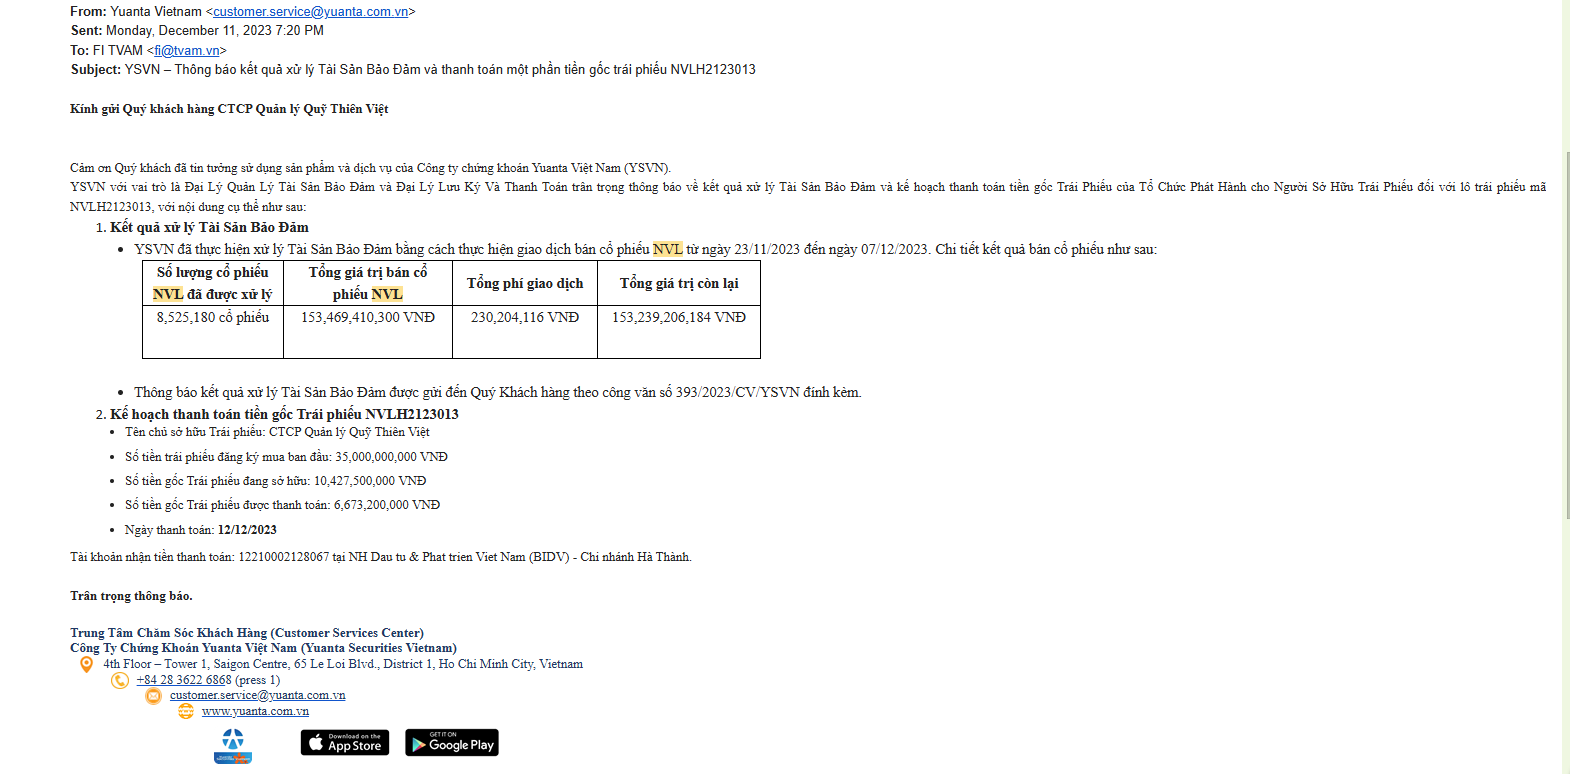 From: Yuanta Vietnam <customer.service@yuanta.com.vn>
Sent: Monday, December 11, 2023 7:20 PM
To: FI TVAM <fi@tvam.vn>
Subject: YSVN – Thông báo kết quả xử lý Tài Sản Bảo Đảm và thanh toán một phần tiền gốc trái phiếu NVLH2123013
Kính gửi Quý khách hàng CTCP Quản lý Quỹ Thiên Việt
Cảm ơn Quý khách đã tin tưởng sử dụng sản phẩm và dịch vụ của Công ty chứng khoán Yuanta Việt Nam (YSVN).
YSVN với vai trò là Đại Lý Quản Lý Tài Sản Bảo Đảm và Đại Lý Lưu Ký Và Thanh Toán trân trọng thông báo về kết quả xử lý Tài Sản Bảo Đảm và kế hoạch thanh toán tiền gốc Trái Phiếu của Tổ Chức Phát Hành cho Người Sở Hữu Trái Phiếu đối với lô trái phiếu mã
NVLH2123013, với nội dung cụ thể như sau:
1. Kết quả xử lý Tài Sản Bảo Đảm
• YSVN đã thực hiện xử lý Tài Sản Bảo Đảm bằng cách thực hiện giao dịch bán cổ phiếu NVL từ ngày 23/11/2023 đến ngày 07/12/2023. Chi tiết kết quả bán cổ phiếu như sau:
Số lượng cổ phiếu
NVL đã được xử lý
Tổng giá trị bán cổ
phiếu NVL
Tổng phí giao dịch
Tổng giá trị còn lại
8,525,180 cổ phiếu
153,469,410,300 VNĐ
230,204,116 VNĐ
153,239,206,184 VNĐ
• Thông báo kết quả xử lý Tài Sản Bảo Đảm được gửi đến Quý Khách hàng theo công văn số 393/2023/CV/YSVN đính kèm.
2. Kế hoạch thanh toán tiền gốc Trái phiếu NVLH2123013
• Tên chủ sở hữu Trái phiếu: CTCP Quản lý Quỹ Thiên Việt
• Số tiền trái phiếu đăng ký mua ban đầu: 35,000,000,000 VNĐ
• Số tiền gốc Trái phiếu đang sở hữu: 10,427,500,000 VNĐ
• Số tiền gốc Trái phiếu được thanh toán: 6,673,200,000 VNĐ
• Ngày thanh toán: 12/12/2023
Tài khoản nhận tiền thanh toán: 12210002128067 tại NH Dau tu & Phat trien Viet Nam (BIDV) - Chi nhánh Hà Thành.
Trân trọng thông báo.
Trung Tâm Chăm Sóc Khách Hàng (Customer Services Center)
Công Ty Chứng Khoán Yuanta Việt Nam (Yuanta Securities Vietnam)
4th Floor – Tower 1, Saigon Centre, 65 Le Loi Blvd., District 1, Ho Chi Minh City, Vietnam
+84 28 3622 6868 (press 1)
customer.service@yuanta.com.vn
www.yuanta.com.vn
Download on the
App Store
GET IT ON
Google Play